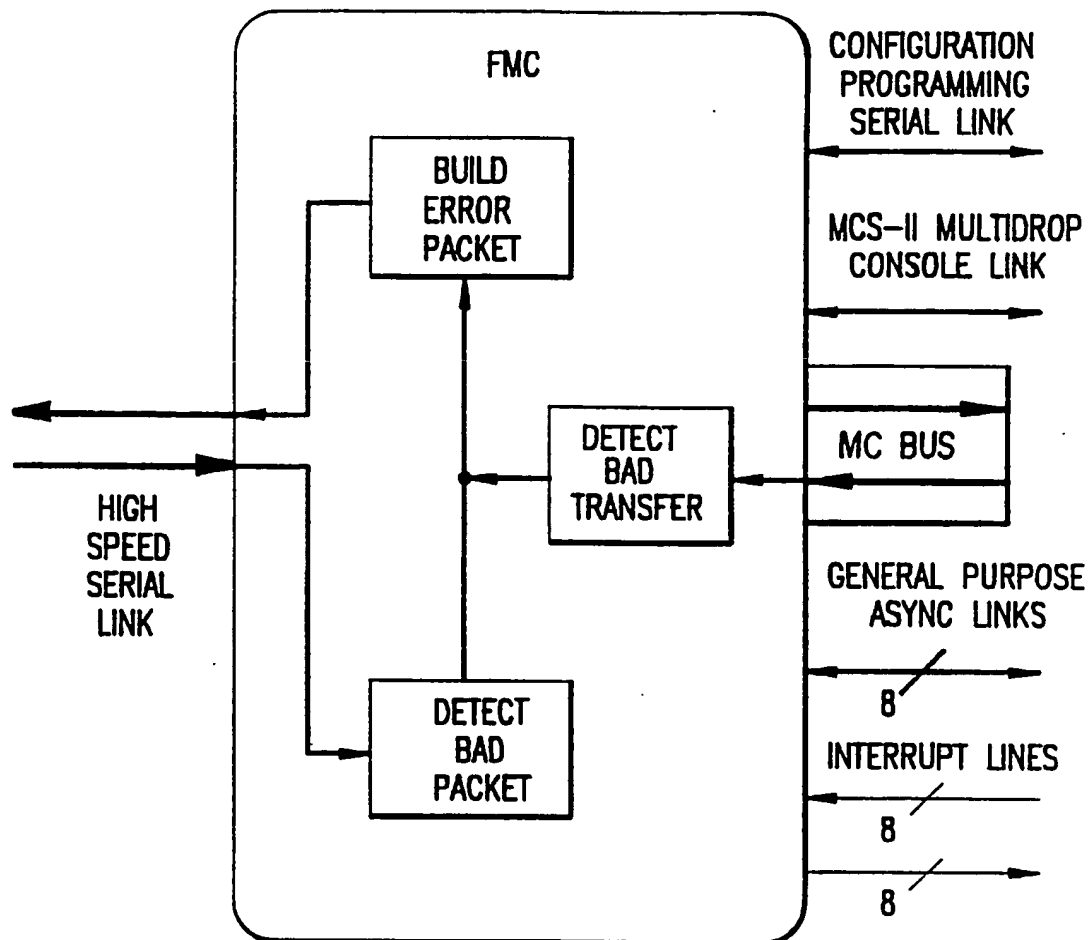 FMC
BUILD
ERROR
PACKET
DETECT
BAD
TRANSFER
DETECT
BAD
PACKET
HIGH
SPEED
SERIAL
LINK
CONFIGURATION
PROGRAMMING
SERIAL LINK
MCS-II MULTIDROP
CONSOLE LINK
MC BUS
GENERAL PURPOSE
ASYNC LINKS
8
INTERRUPT LINES
8
8